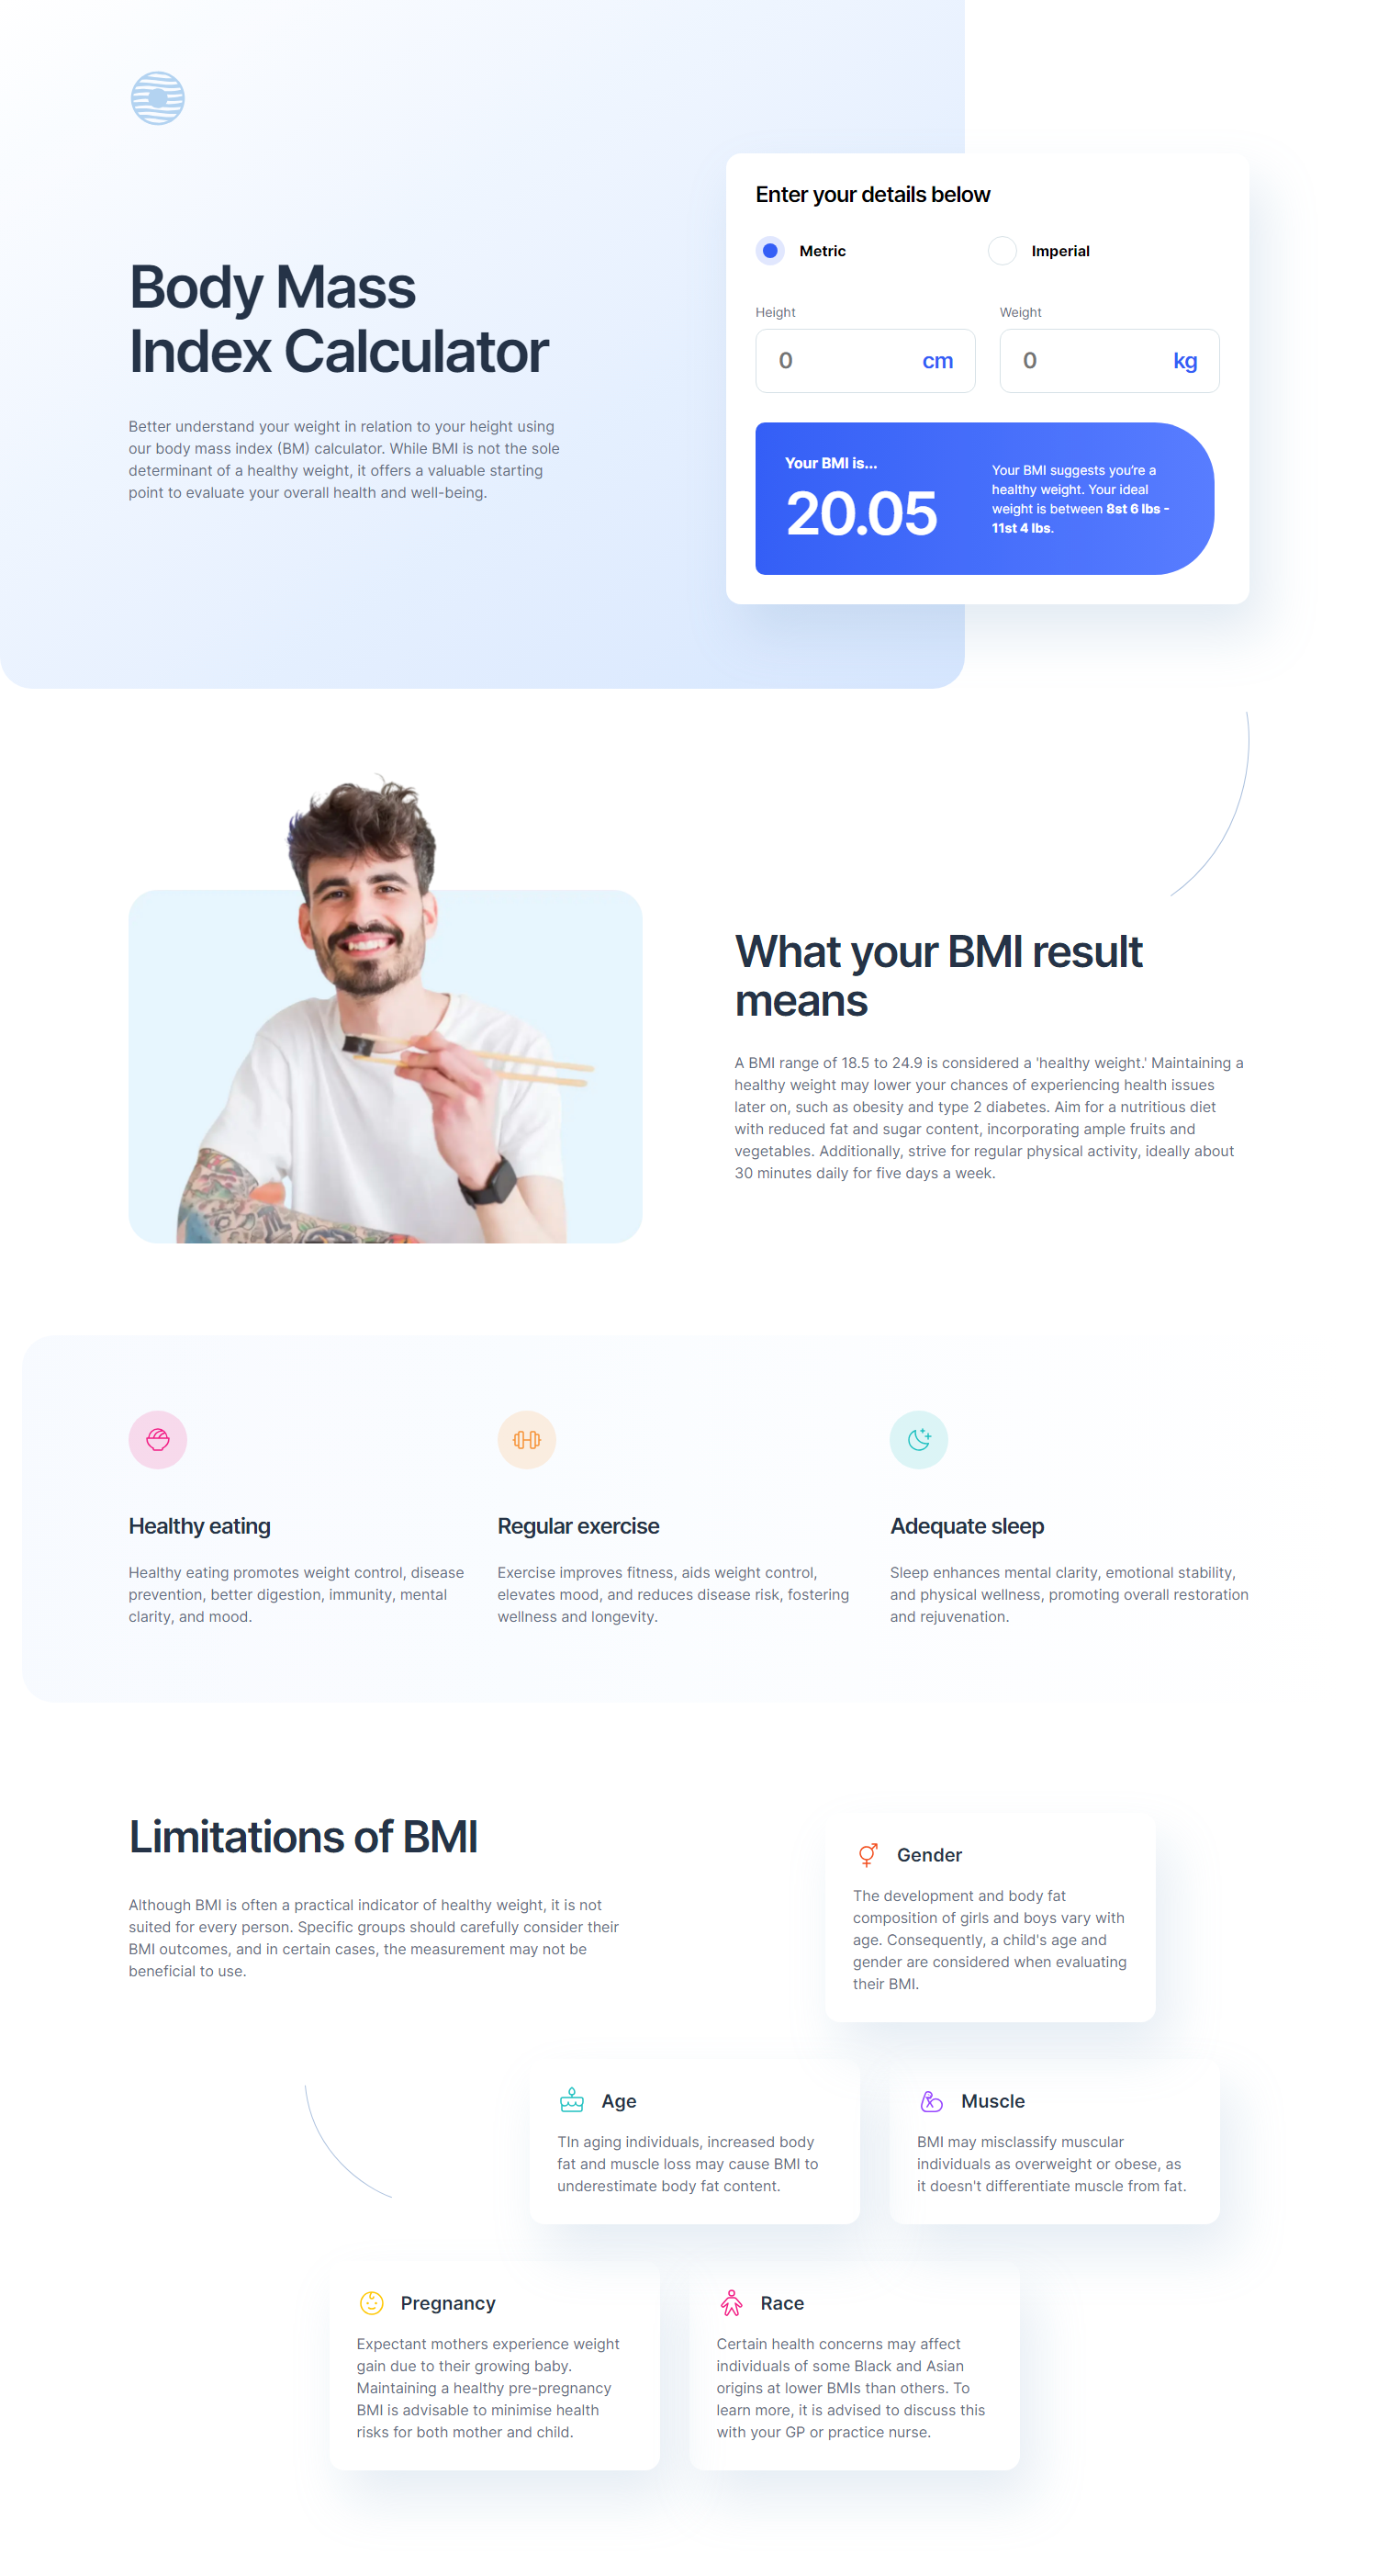 Body Mass
Index Calculator
Better understand your weight in relation to your height using
our body mass index (BM) calculator. While BMI is not the sole
determinant of a healthy weight, it offers a valuable starting
point to evaluate your overall health and well-being.
Enter your details below
Metric
Imperial
Height
Weight
0 cm
0 kg
Your BMI is...
20.05
Your BMI suggests you're a
healthy weight. Your ideal
weight is between 8st 6 lbs -
11st 4 lbs.
What your BMI result
means
A BMI range of 18.5 to 24.9 is considered a 'healthy weight.' Maintaining a
healthy weight may lower your chances of experiencing health issues
later on, such as obesity and type 2 diabetes. Aim for a nutritious diet
with reduced fat and sugar content, incorporating ample fruits and
vegetables. Additionally, strive for regular physical activity, ideally about
30 minutes daily for five days a week.
Healthy eating
Healthy eating promotes weight control, disease
prevention, better digestion, immunity, mental
clarity, and mood.
Regular exercise
Exercise improves fitness, aids weight control,
elevates mood, and reduces disease risk, fostering
wellness and longevity.
Adequate sleep
Sleep enhances mental clarity, emotional stability,
and physical wellness, promoting overall restoration
and rejuvenation.
Limitations of BMI
Although BMI is often a practical indicator of healthy weight, it is not
suited for every person. Specific groups should carefully consider their
BMI outcomes, and in certain cases, the measurement may not be
beneficial to use.
Gender
The development and body fat
composition of girls and boys vary with
age. Consequently, a child's age and
gender are considered when evaluating
their BMI.
Age
TIn aging individuals, increased body
fat and muscle loss may cause BMI to
underestimate body fat content.
Muscle
BMI may misclassify muscular
individuals as overweight or obese, as
it doesn't differentiate muscle from fat.
Pregnancy
Expectant mothers experience weight
gain due to their growing baby.
Maintaining a healthy pre-pregnancy
BMI is advisable to minimise health
risks for both mother and child.
Race
Certain health concerns may affect
individuals of some Black and Asian
origins at lower BMIs than others. To
learn more, it is advised to discuss this
with your GP or practice nurse.